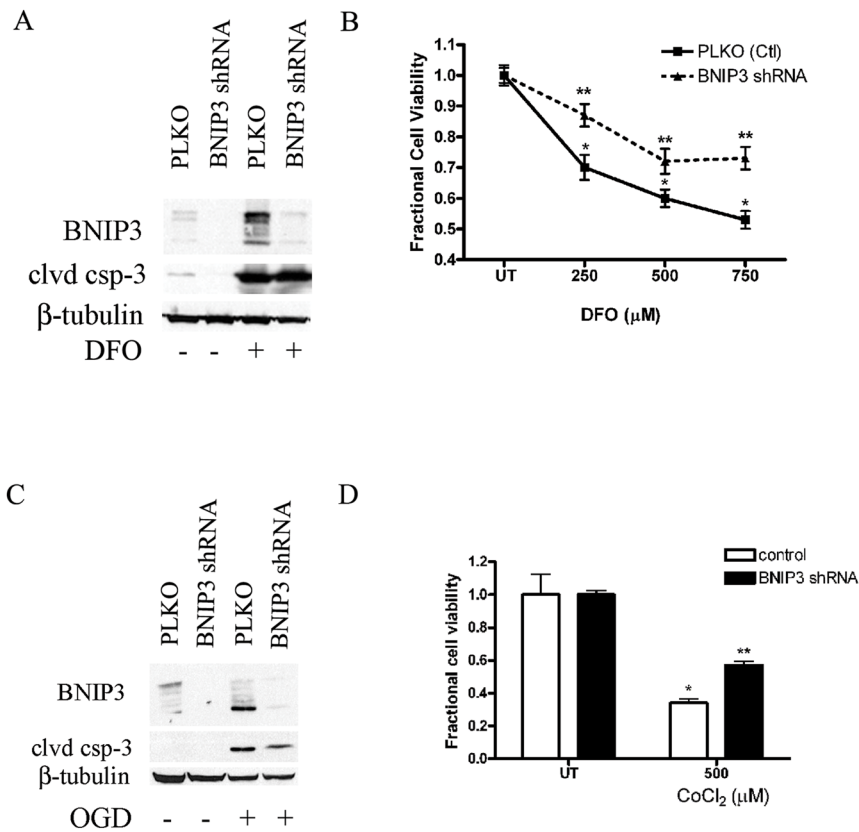 A
PLKO
BNIP3 shRNA
PLKO
BNIP3 shRNA
BNIP3
clvd csp-3
β-tubulin
DFO - - + +
B
PLKO (Ctl)
BNIP3 shRNA
Fractional Cell Viability
1.1
1.0
0.9
0.8
0.7
0.6
0.5
0.4
** ** **
* * *
UT 250 500 750
DFO (μM)
C
PLKO
BNIP3 shRNA
PLKO
BNIP3 shRNA
BNIP3
clvd csp-3
β-tubulin
OGD - - + +
D
control
BNIP3 shRNA
Fractional cell viability
1.2
1.0
0.8
0.6
0.4
0.2
0.0
* **
UT 500
CoCl₂ (μM)